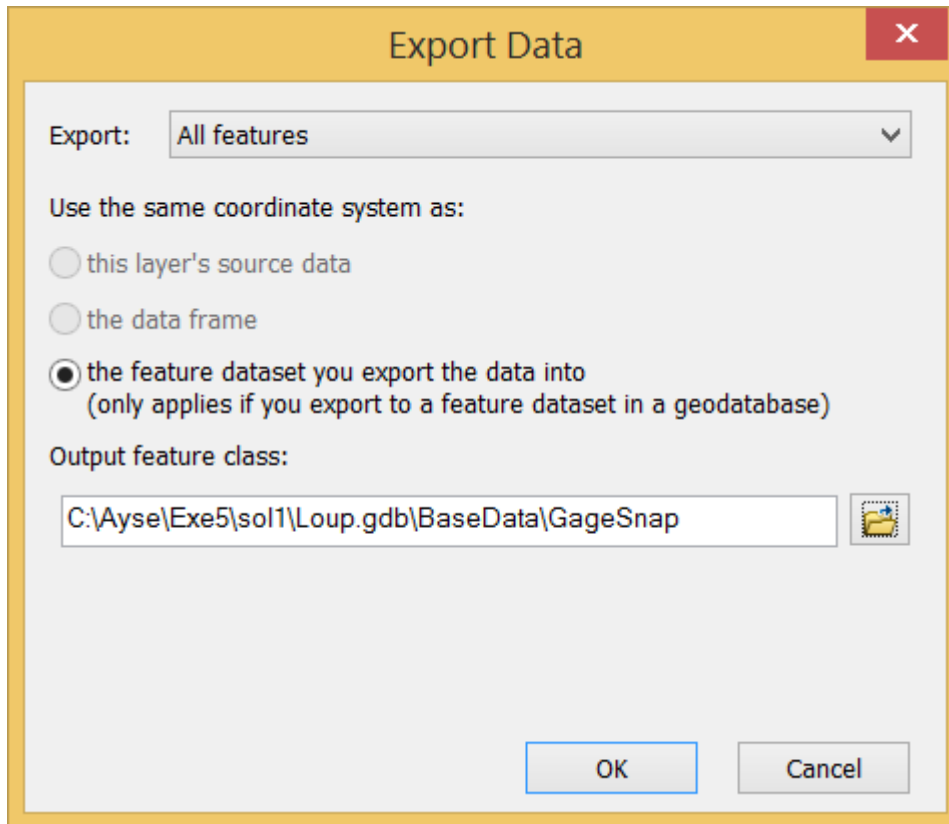 Export Data
Export: All features
Use the same coordinate system as:
this layer's source data
the data frame
the feature dataset you export the data into
(only applies if you export to a feature dataset in a geodatabase)
Output feature class:
C:\Ayse\Exe5\sol1\Loup.gdb\BaseData\GageSnap
OK Cancel